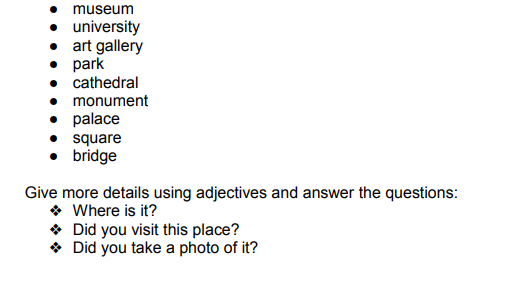 ● museum
● university
● art gallery
● park
● cathedral
● monument
● palace
● square
● bridge
Give more details using adjectives and answer the questions:
❖ Where is it?
❖ Did you visit this place?
❖ Did you take a photo of it?